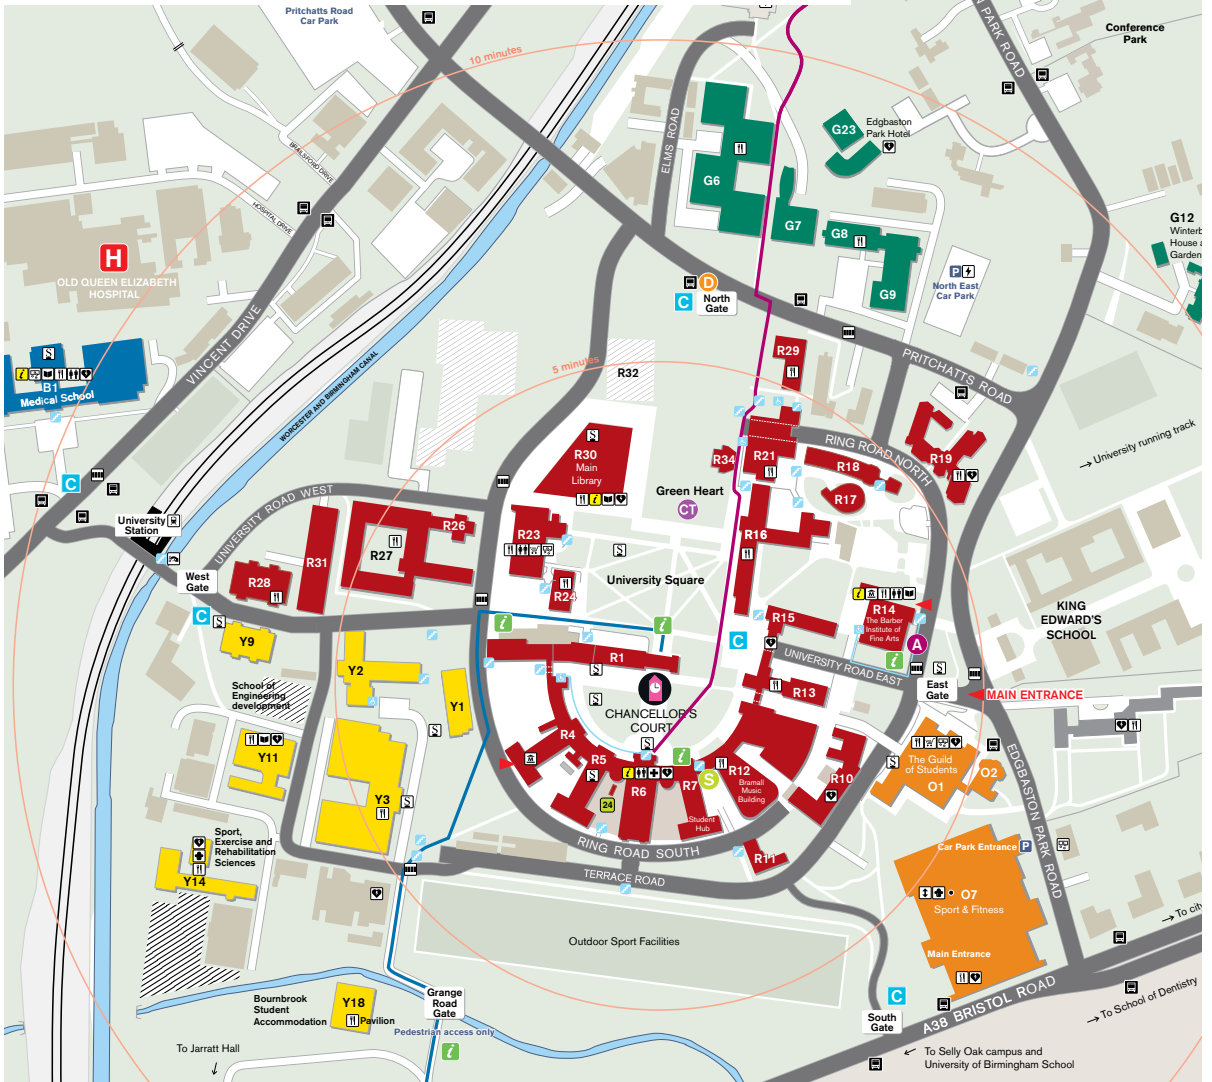 Pritchatts Road
Car Park
10 minutes
N PARK ROAD
Conference
Park
ELMS ROAD
G23
Edgbaston
Park Hotel
BRAILSFORD DRIVE
HOSPITAL DRIVE
G6
G7
G8
G9
G12
Winterb
House a
Garden
H
OLD QUEEN ELIZABETH
HOSPITAL
P
North East
Car Park
D
C
North
Gate
VINCENT DRIVE
WORCESTER AND BIRMINGHAM CANAL
5 minutes
R32
R29
PRITCHATTS ROAD
B1
Medical School
RING ROAD NORTH
R30
Main
Library
R34
R21
R18
R19
R17
University running track
C
Green Heart
CT
UNIVERSITY ROAD WEST
University
Station
R26
R27
R31
R23
R16
West
Gate
R28
R24
University Square
R15
R14
The Barber
Institute of
Fine Arts
KING
EDWARD'S
SCHOOL
C
Y9
i
i
C
A
i
R1
UNIVERSITY ROAD EAST
East
Gate
MAIN ENTRANCE
Y2
School of
Engineering
development
Y1
R13
CHANCELLOR'S
COURT
R4
R5
i
Y11
R6
R7
S
R12
Bramall
Music
Building
R10
The Guild
of Students
O1
O2
EDGBASTON PARK ROAD
24
Student
Hub
Y3
Sport,
Exercise and
Rehabilitation
Sciences
Y14
RING ROAD SOUTH
R11
TERRACE ROAD
Car Park Entrance
P
O7
Sport & Fitness
Main Entrance
To city
Outdoor Sport Facilities
Bournbrook
Student
Accommodation
Y18
Pavilion
Grange
Road
Gate
Pedestrian access only
i
C
South
Gate
A38 BRISTOL ROAD
To School of Dentistry
To Jarratt Hall
To Selly Oak campus and
University of Birmingham School